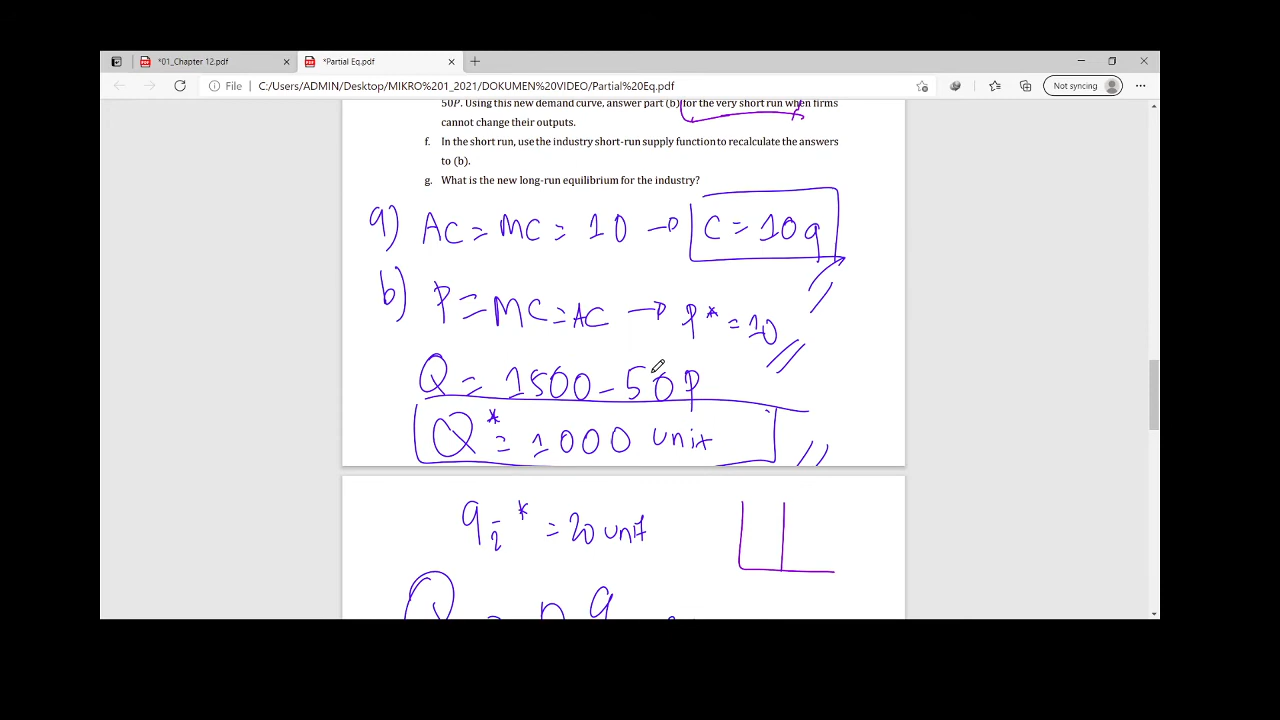 *01_Chapter 12.pdf
*Partial Eq.pdf
File
C:/Users/ADMIN/Desktop/MIKRO%201_2021/DOKUMEN%20VIDEO/Partial%20Eq.pdf
Not syncing
50P. Using this new demand curve, answer part (b) for the very short run when firms
cannot change their outputs.
f. In the short run, use the industry short-run supply function to recalculate the answers
to (b).
g. What is the new long-run equilibrium for the industry?
a) AC = MC = 10 → C = 10q
b) P = MC = AC → P* = 10
Q = 1500 - 50P
Q* = 1000 unit
qi* = 20 unit